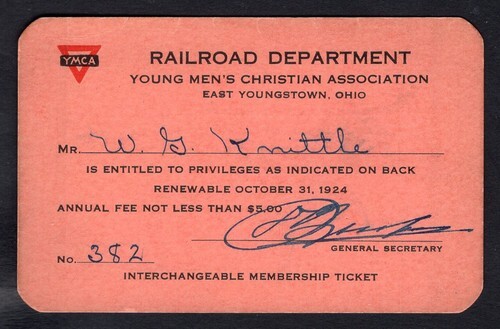 YMCA
RAILROAD DEPARTMENT
YOUNG MEN'S CHRISTIAN ASSOCIATION
EAST YOUNGSTOWN, OHIO
MR. W. G. Knittle
IS ENTITLED TO PRIVILEGES AS INDICATED ON BACK
RENEWABLE OCTOBER 31, 1924
ANNUAL FEE NOT LESS THAN $5.00
GENERAL SECRETARY
No. 382
INTERCHANGEABLE MEMBERSHIP TICKET